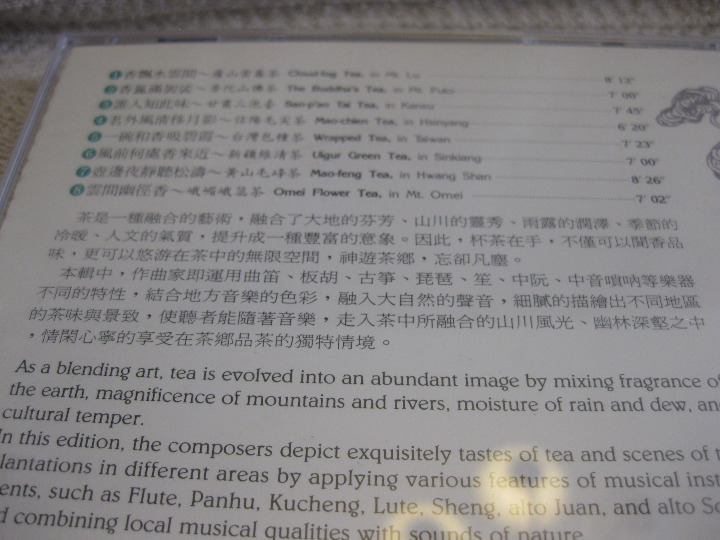 ❶香飄水雲間～廬山雲霧茶 Cloud-fog Tea, in Mt. Lu 8' 12"
❷香麗滿袈裟～普陀山佛茶 The Buddha's Tea, in Mt. Puto 7' 00"
❸誰人知此味～甘肅三泡臺 San-p'ao Tai Tea, in Kansu 7' 45"
❹茗外風清移月影～信陽毛尖茶 Mao-chien Tea, in Hsinyang 6' 20"
❺一碗和香吸碧霞～台灣包種茶 Wrapped Tea, in Taiwan 7' 23"
❻風前何處香來近～新疆維清茶 Uigur Green Tea, in Sinkiang 7' 00"
❼壺邊夜靜聽松濤～黃山毛峰茶 Mao-feng Tea, in Hwang Shan 8' 26"
❽雲間幽徑香～峨嵋峨蕊茶 Omei Flower Tea, in Mt. Omei 7' 02"
茶是一種融合的藝術，融合了大地的芬芳、山川的靈秀、雨露的潤澤、季節的
冷暖、人文的氣質，提升成一種豐富的意象。因此，杯茶在手，不僅可以聞香品
味，更可以悠游在茶中的無限空間，神遊茶鄉，忘卻凡塵。
本輯中，作曲家即運用曲笛、板胡、古箏、琵琶、笙、中阮、中音嗩吶等樂器
不同的特性，結合地方音樂的色彩，融入大自然的聲音，細膩的描繪出不同地區
的茶味與景致，使聽者能隨著音樂，走入茶中所融合的山川風光、幽林深壑之中
，情閑心寧的享受在茶鄉品茶的獨特情境。
As a blending art, tea is evolved into an abundant image by mixing fragrance of
the earth, magnificence of mountains and rivers, moisture of rain and dew, an
cultural temper.
In this edition, the composers depict exquisitely tastes of tea and scenes of t
lantations in different areas by applying various features of musical inst
ents, such as Flute, Panhu, Kucheng, Lute, Sheng, alto Juan, and alto So
d combining local musical qualities with sounds of nature.